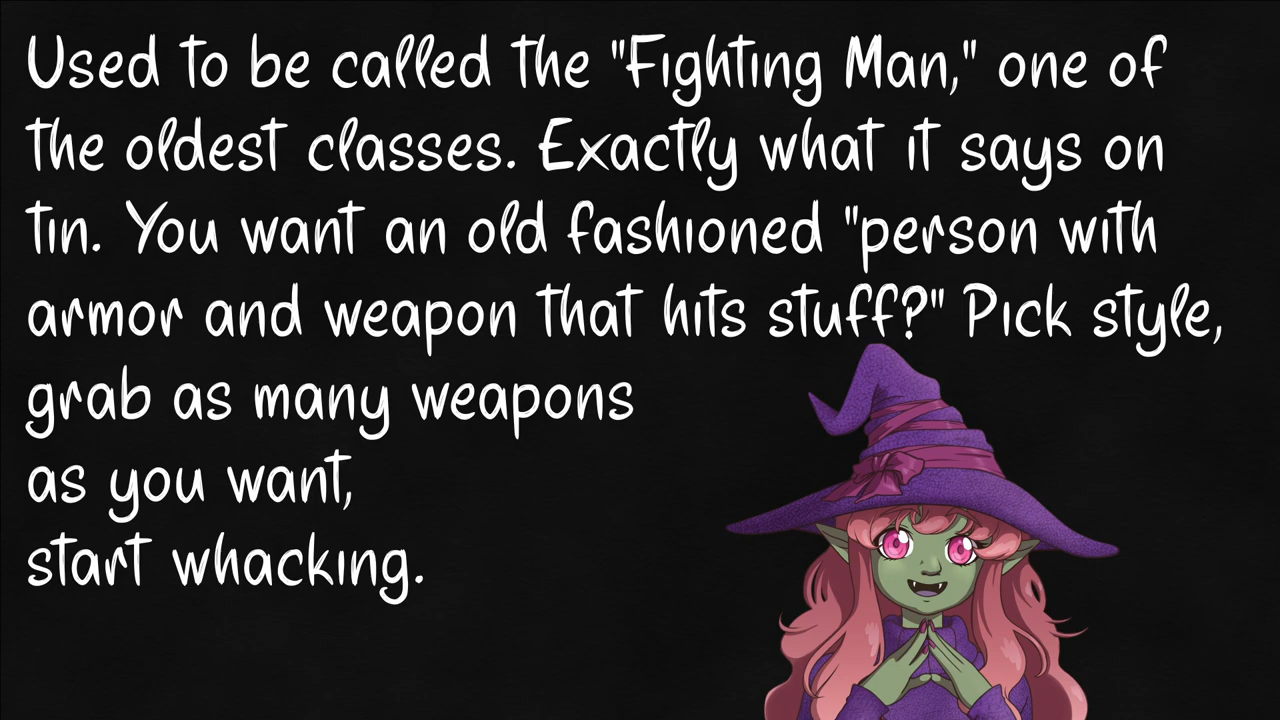 Used to be called the "Fighting Man," one of
the oldest classes. Exactly what it says on
tin. You want an old fashioned "person with
armor and weapon that hits stuff?" Pick style,
grab as many weapons
as you want,
start whacking.